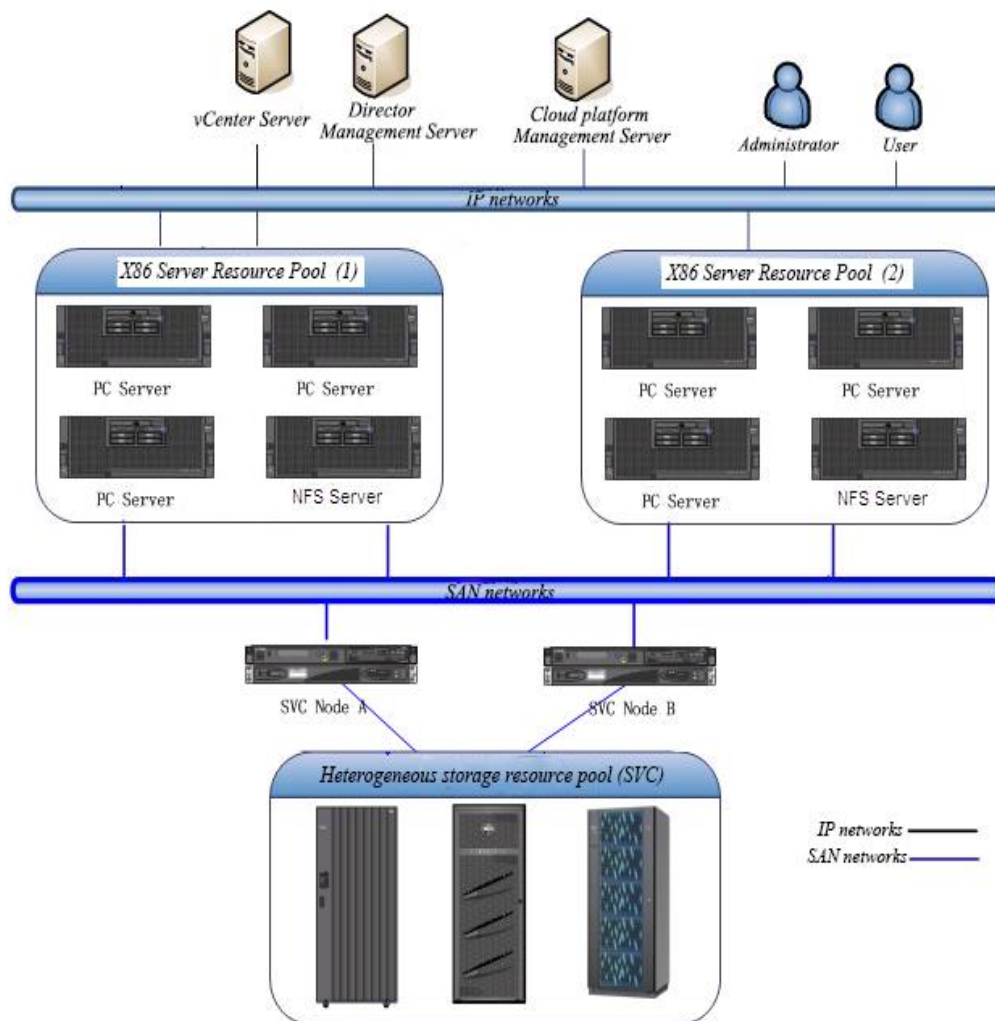 vCenter Server
Director
Management Server
Cloud platform
Management Server
Administrator
User
IP networks
X86 Server Resource Pool (1)
X86 Server Resource Pool (2)
PC Server
PC Server
PC Server
PC Server
PC Server
NFS Server
PC Server
NFS Server
SAN networks
SVC Node A
SVC Node B
Heterogeneous storage resource pool (SVC)
IP networks
SAN networks